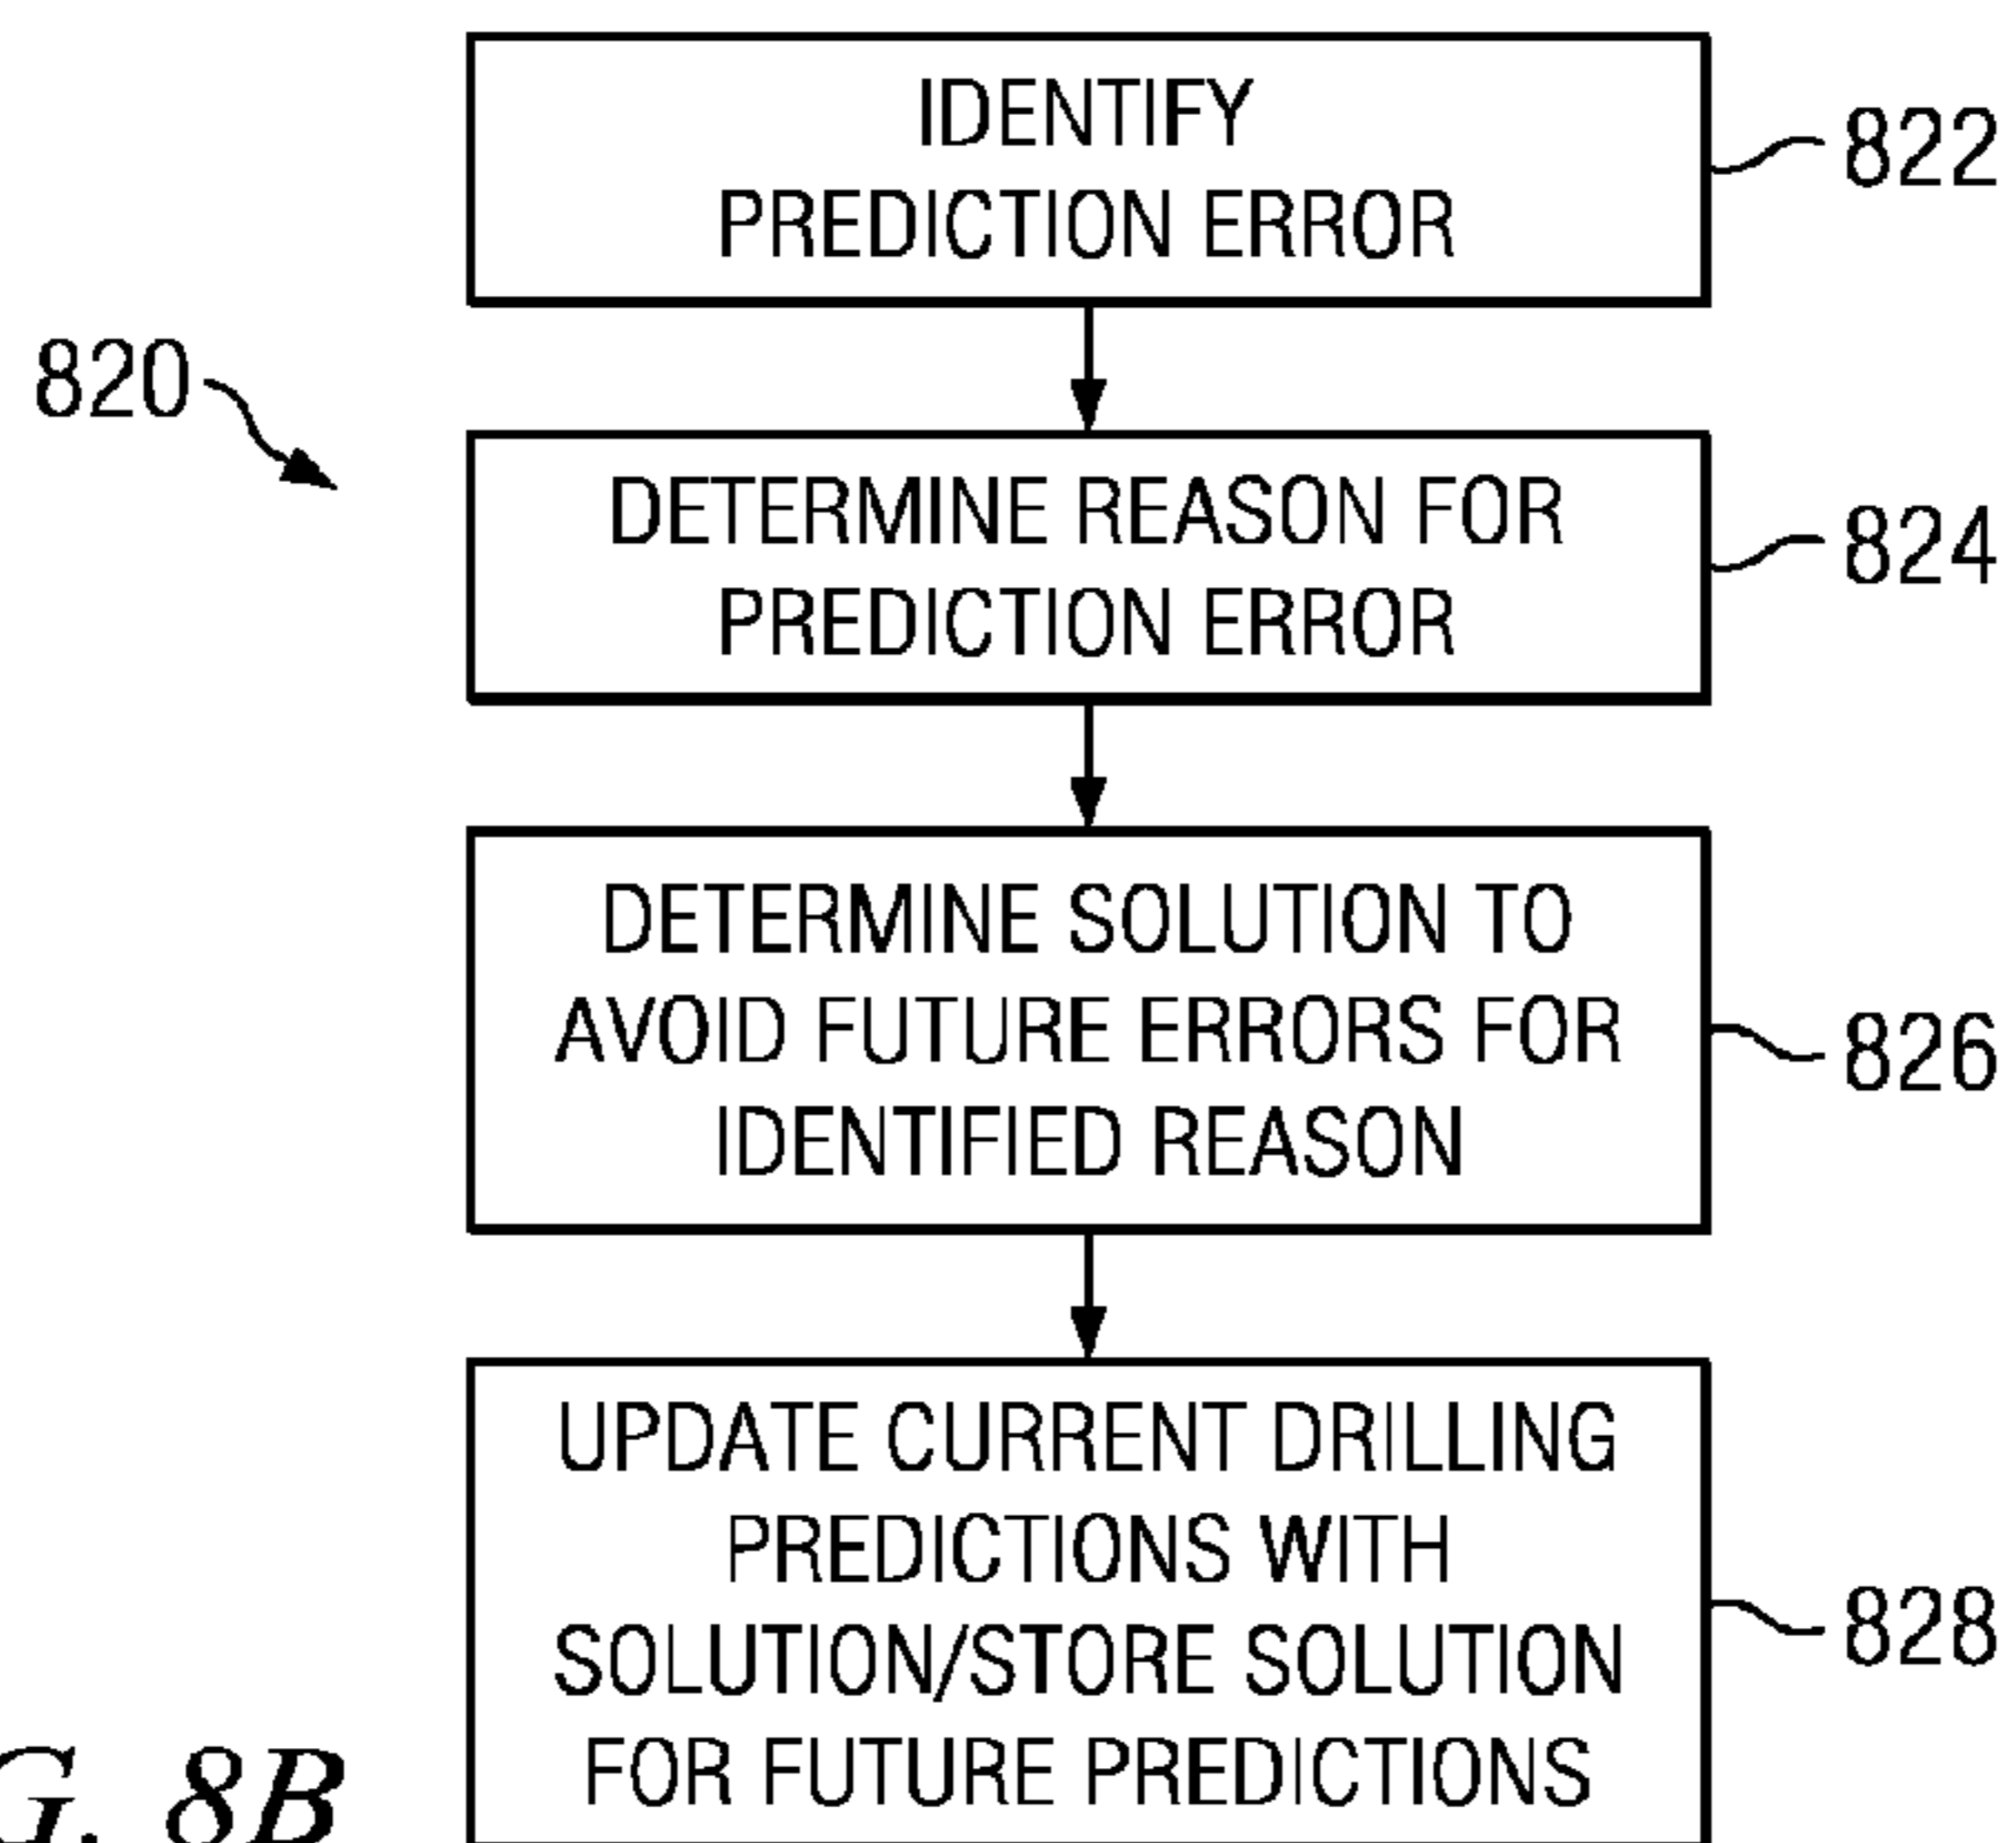 IDENTIFY
PREDICTION ERROR
822
820
DETERMINE REASON FOR
PREDICTION ERROR
824
DETERMINE SOLUTION TO
AVOID FUTURE ERRORS FOR
IDENTIFIED REASON
826
UPDATE CURRENT DRILLING
PREDICTIONS WITH
SOLUTION/STORE SOLUTION
FOR FUTURE PREDICTIONS
828
G. 8B